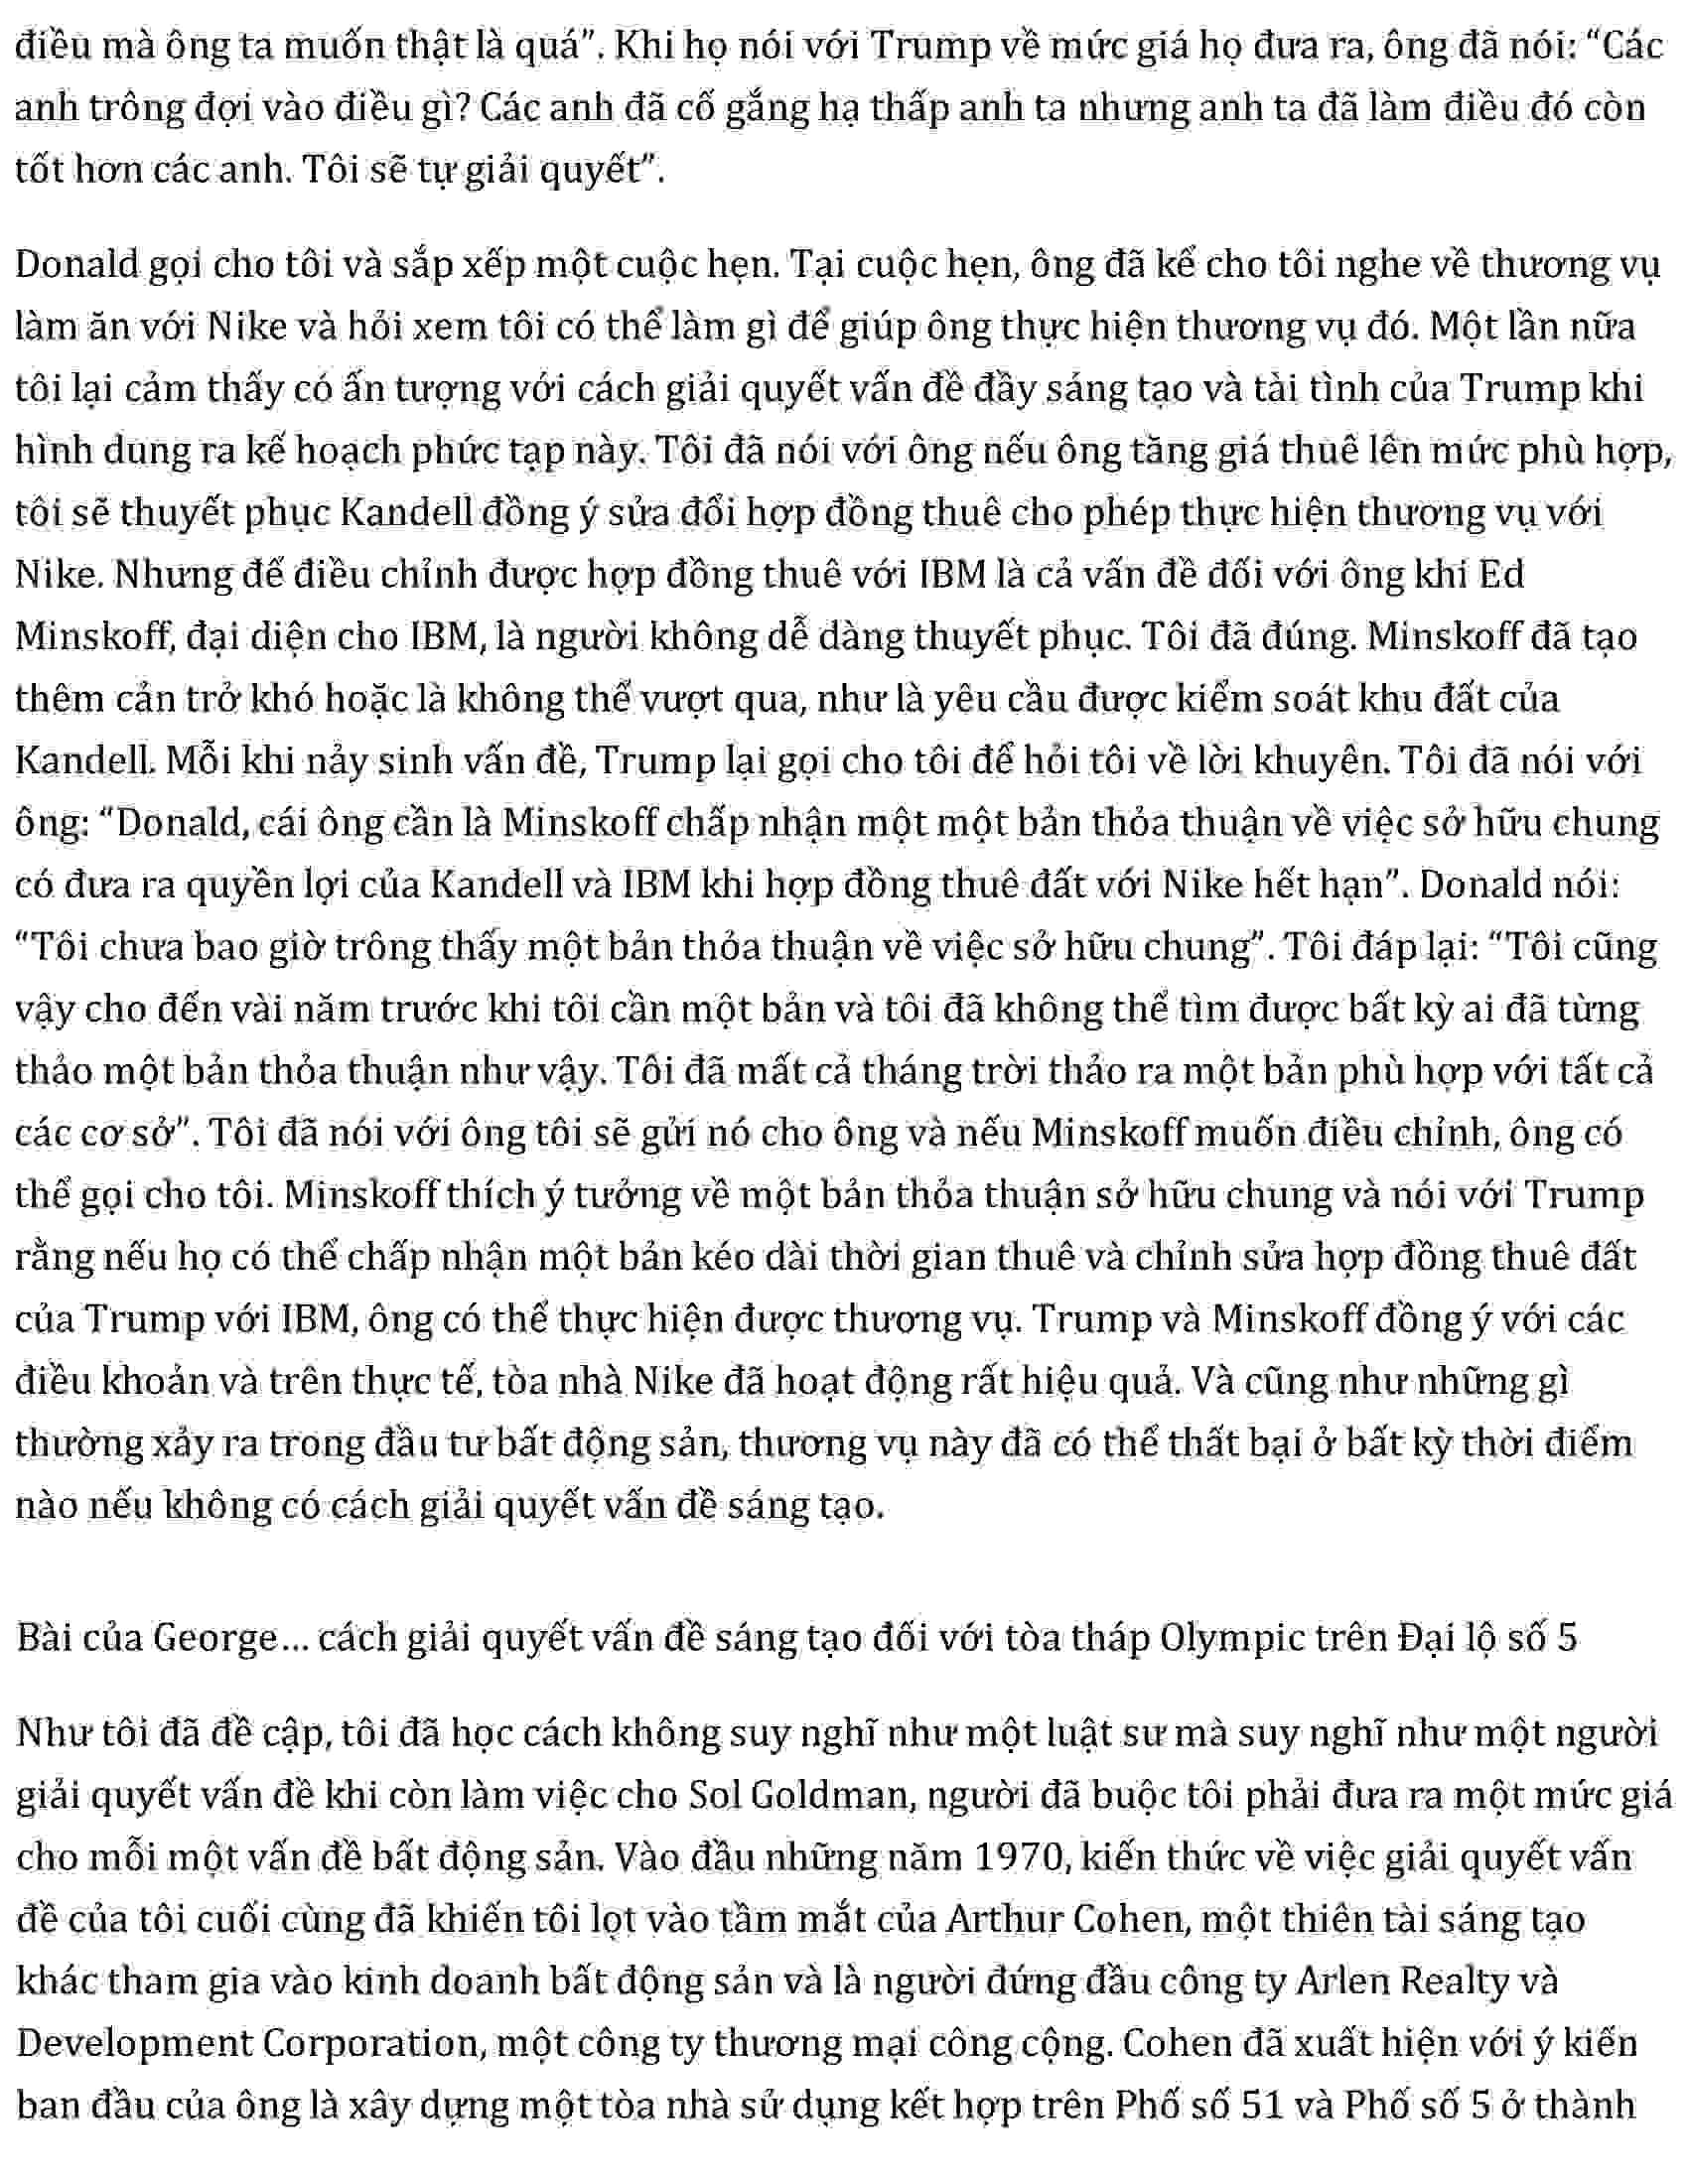 điều mà ông ta muốn thật là quá”. Khi họ nói với Trump về mức giá họ đưa ra, ông đã nói: “Các
anh trông đợi vào điều gì? Các anh đã cố gắng hạ thấp anh ta nhưng anh ta đã làm điều đó còn
tốt hơn các anh. Tôi sẽ tự giải quyết”.
Donald gọi cho tôi và sắp xếp một cuộc hẹn. Tại cuộc hẹn, ông đã kể cho tôi nghe về thương vụ
làm ăn với Nike và hỏi xem tôi có thể làm gì để giúp ông thực hiện thương vụ đó. Một lần nữa
tôi lại cảm thấy có ấn tượng với cách giải quyết vấn đề đầy sáng tạo và tài tình của Trump khi
hình dung ra kế hoạch phức tạp này. Tôi đã nói với ông nếu ông tăng giá thuê lên mức phù hợp,
tôi sẽ thuyết phục Kandell đồng ý sửa đổi hợp đồng thuê cho phép thực hiện thương vụ với
Nike. Nhưng để điều chỉnh được hợp đồng thuê với IBM là cả vấn đề đối với ông khi Ed
Minskoff, đại diện cho IBM, là người không dễ dàng thuyết phục. Tôi đã đúng. Minskoff đã tạo
thêm cản trở khó hoặc là không thể vượt qua, như là yêu cầu được kiểm soát khu đất của
Kandell. Mỗi khi nảy sinh vấn đề, Trump lại gọi cho tôi để hỏi tôi về lời khuyên. Tôi đã nói với
ông: “Donald, cái ông cần là Minskoff chấp nhận một một bản thỏa thuận về việc sở hữu chung
có đưa ra quyền lợi của Kandell và IBM khi hợp đồng thuê đất với Nike hết hạn”. Donald nói:
“Tôi chưa bao giờ trông thấy một bản thỏa thuận về việc sở hữu chung”. Tôi đáp lại: “Tôi cũng
vậy cho đến vài năm trước khi tôi cần một bản và tôi đã không thể tìm được bất kỳ ai đã từng
thảo một bản thỏa thuận như vậy. Tôi đã mất cả tháng trời thảo ra một bản phù hợp với tất cả
các cơ sở”. Tôi đã nói với ông tôi sẽ gửi nó cho ông và nếu Minskoff muốn điều chỉnh, ông có
thể gọi cho tôi. Minskoff thích ý tưởng về một bản thỏa thuận sở hữu chung và nói với Trump
rằng nếu họ có thể chấp nhận một bản kéo dài thời gian thuê và chỉnh sửa hợp đồng thuê đất
của Trump với IBM, ông có thể thực hiện được thương vụ. Trump và Minskoff đồng ý với các
điều khoản và trên thực tế, tòa nhà Nike đã hoạt động rất hiệu quả. Và cũng như những gì
thường xảy ra trong đầu tư bất động sản, thương vụ này đã có thể thất bại ở bất kỳ thời điểm
nào nếu không có cách giải quyết vấn đề sáng tạo.
Bài của George... cách giải quyết vấn đề sáng tạo đối với tòa tháp Olympic trên Đại lộ số 5
Như tôi đã đề cập, tôi đã học cách không suy nghĩ như một luật sư mà suy nghĩ như một người
giải quyết vấn đề khi còn làm việc cho Sol Goldman, người đã buộc tôi phải đưa ra một mức giá
cho mỗi một vấn đề bất động sản. Vào đầu những năm 1970, kiến thức về việc giải quyết vấn
đề của tôi cuối cùng đã khiến tôi lọt vào tầm mắt của Arthur Cohen, một thiên tài sáng tạo
khác tham gia vào kinh doanh bất động sản và là người đứng đầu công ty Arlen Realty và
Development Corporation, một công ty thương mại công cộng. Cohen đã xuất hiện với ý kiến
ban đầu của ông là xây dựng một tòa nhà sử dụng kết hợp trên Phố số 51 và Phố số 5 ở thành